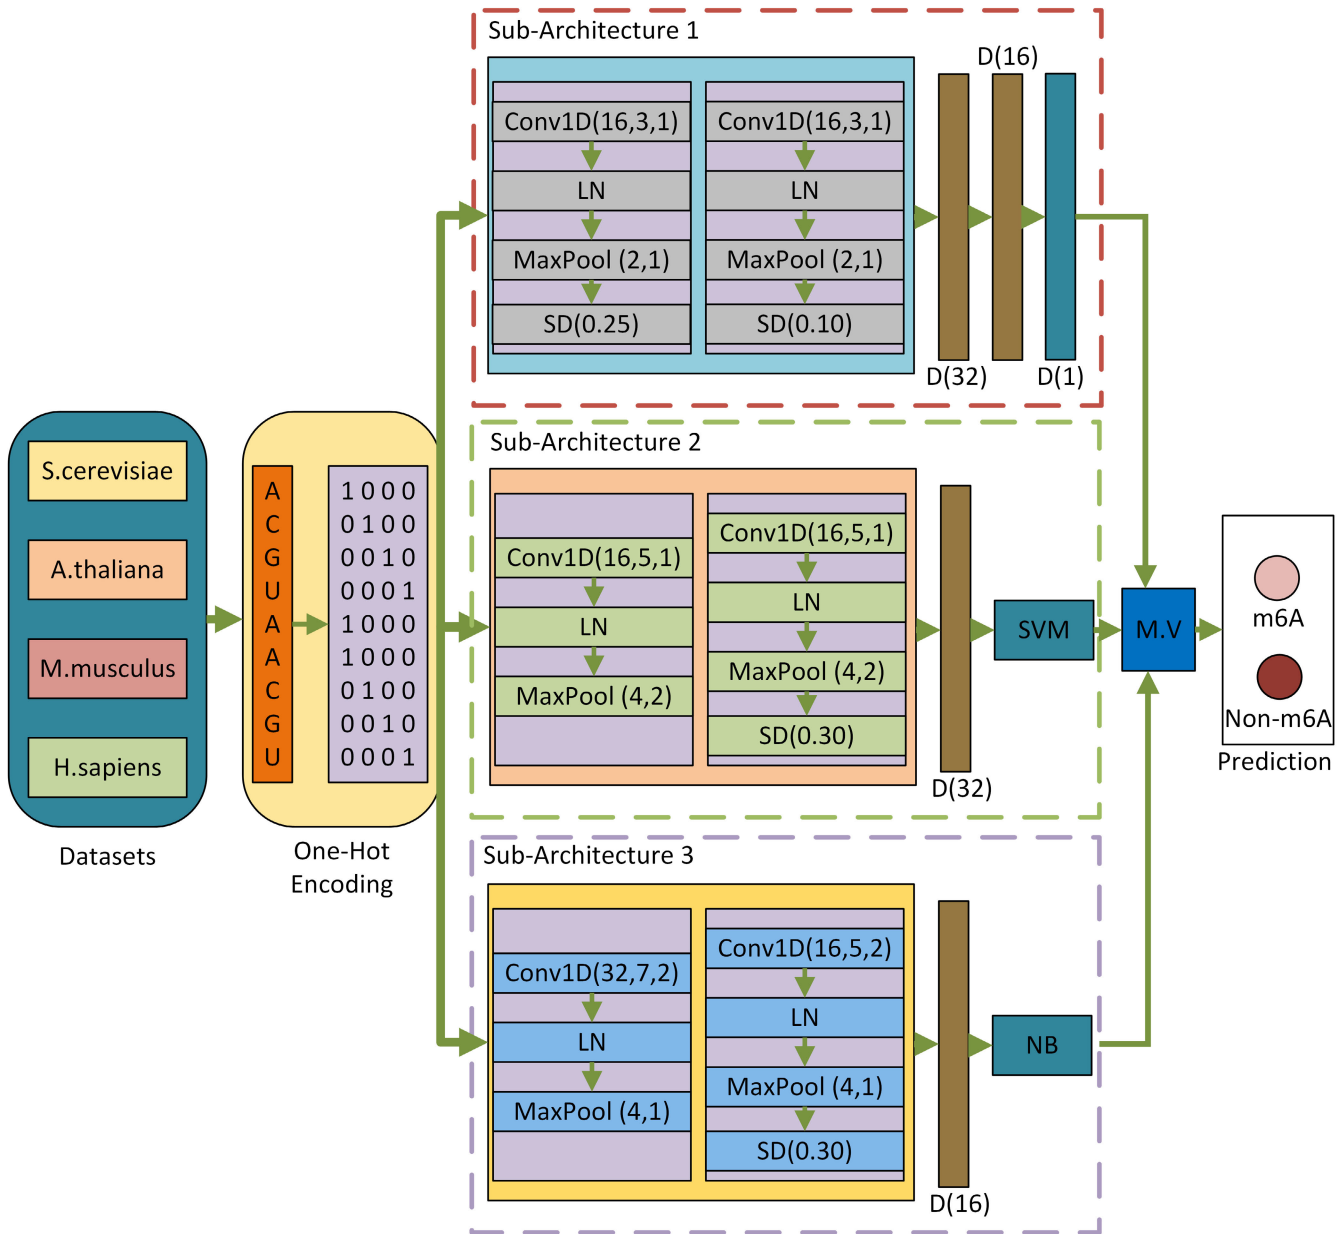 Datasets
S.cerevisiae
A.thaliana
M.musculus
H.sapiens
One-Hot
Encoding
A
C
G
U
A
A
C
G
U
1 0 0 0
0 1 0 0
0 0 1 0
0 0 0 1
1 0 0 0
1 0 0 0
0 1 0 0
0 0 1 0
0 0 0 1
Sub-Architecture 1
Conv1D(16,3,1)
LN
MaxPool (2,1)
SD(0.25)
Conv1D(16,3,1)
LN
MaxPool (2,1)
SD(0.10)
D(32)
D(16)
D(1)
Sub-Architecture 2
Conv1D(16,5,1)
LN
MaxPool (4,2)
Conv1D(16,5,1)
LN
MaxPool (4,2)
SD(0.30)
D(32)
SVM
Sub-Architecture 3
Conv1D(32,7,2)
LN
MaxPool (4,1)
Conv1D(16,5,2)
LN
MaxPool (4,1)
SD(0.30)
D(16)
NB
M.V
m6A
Non-m6A
Prediction